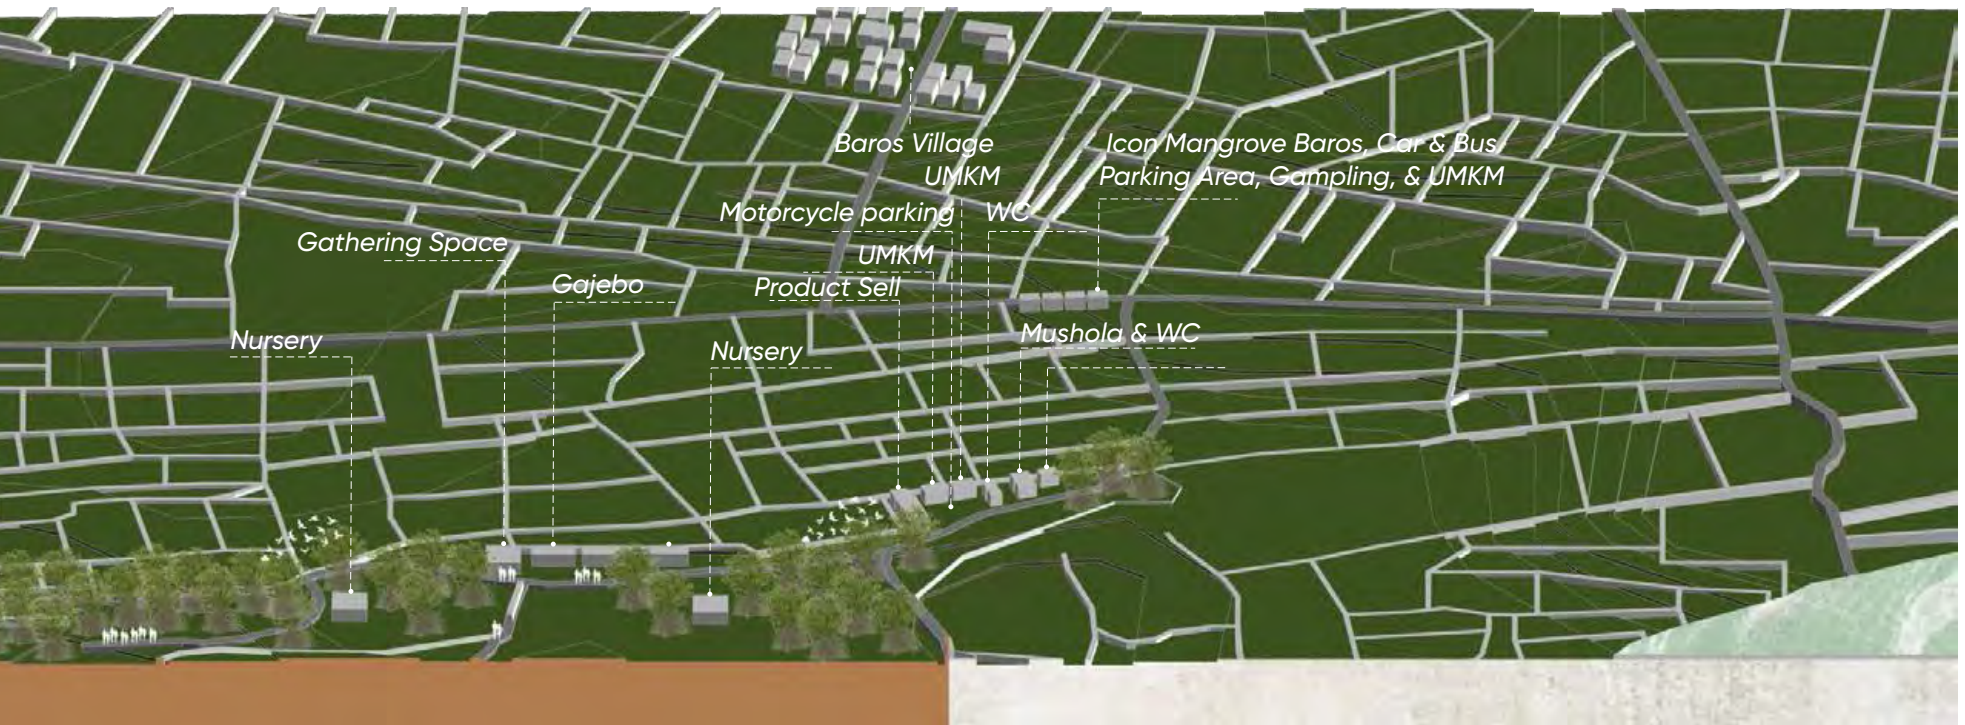 Baros Village
UMKM
Icon Mangrove Baros, Car & Bus
Parking Area, Gampling, & UMKM
Motorcycle parking
WC
Gathering Space
UMKM
Gajebo
Product Sell
Nursery
Nursery
Mushola & WC